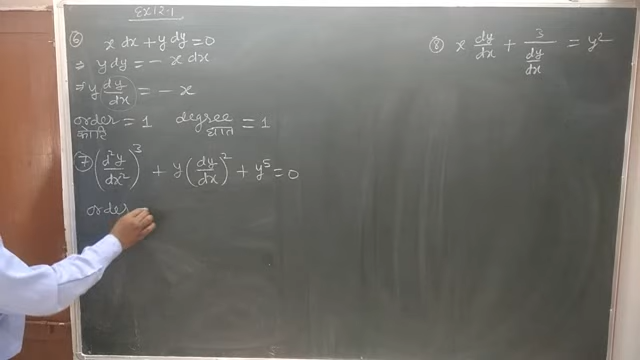 Ex 12.1
⑥ x dx + y dy = 0
⇒ y dy = - x dx
⇒ y dy/dx = - x
order = 1 degree = 1
कोटि घात
⑦ (d²y/dx²)³ + y(dy/dx)² + y⁵ = 0
order
⑧ x dy/dx + 3/(dy/dx) = y²